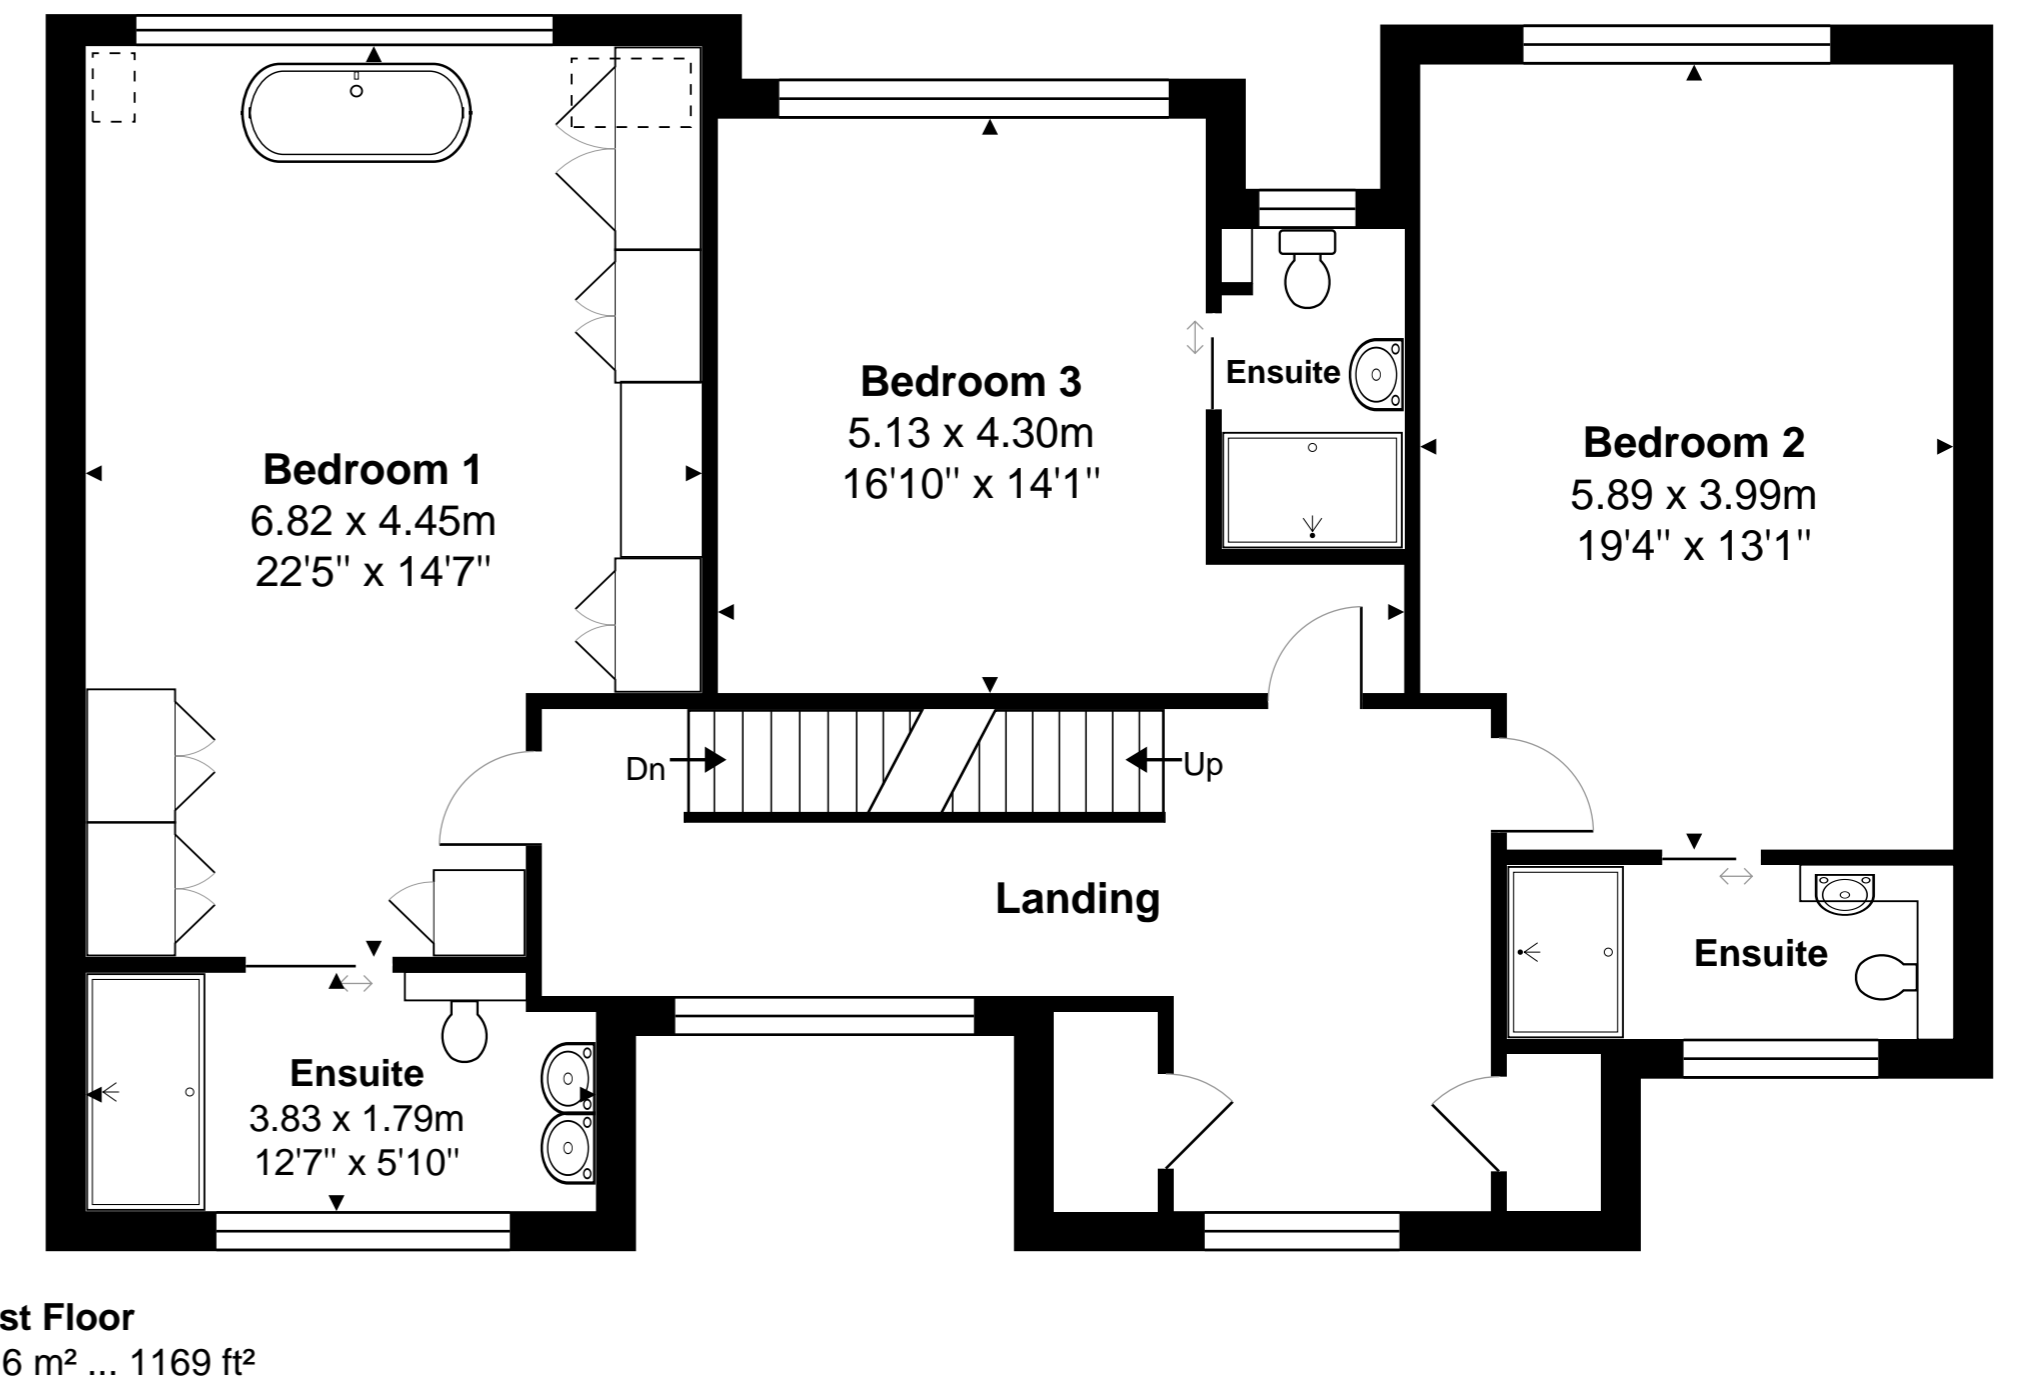 Bedroom 1
6.82 x 4.45m
22'5" x 14'7"
Bedroom 3
5.13 x 4.30m
16'10" x 14'1"
Ensuite
Bedroom 2
5.89 x 3.99m
19'4" x 13'1"
Dn
Up
Landing
Ensuite
Ensuite
3.83 x 1.79m
12'7" x 5'10"
st Floor
6 m² ... 1169 ft²